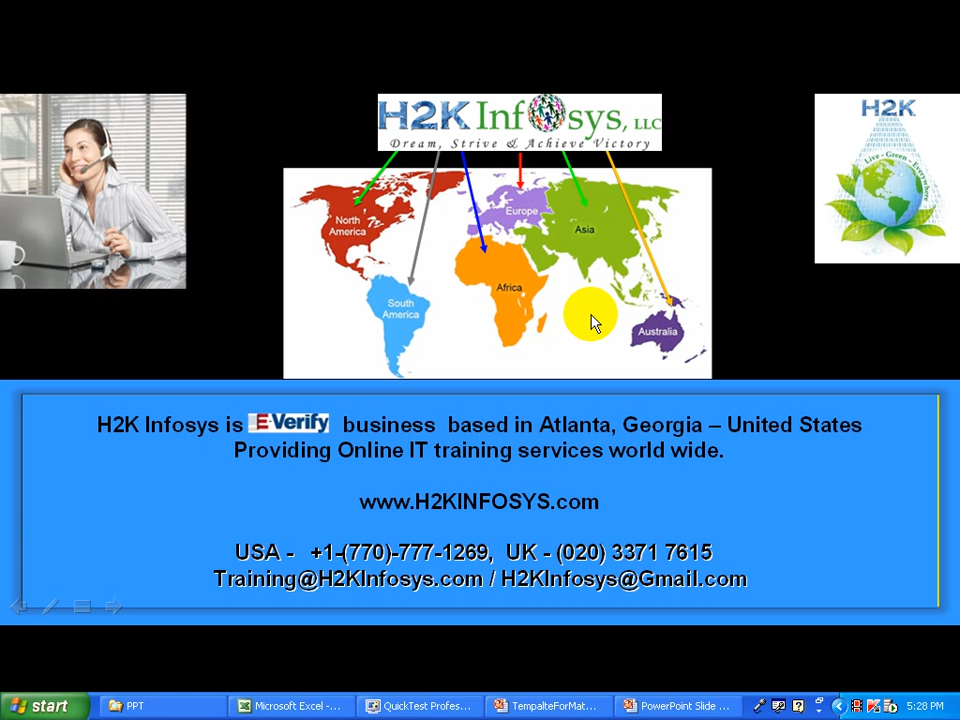 H2K Infosys, LLC
Dream, Strive & Achieve Victory
H2K
Live - Green - Everywhere
North
America
Europe
Asia
Africa
South
America
Australia
H2K Infosys is E-Verify business based in Atlanta, Georgia – United States
Providing Online IT training services world wide.
www.H2KINFOSYS.com
USA - +1-(770)-777-1269, UK - (020) 3371 7615
Training@H2KInfosys.com / H2KInfosys@Gmail.com
start
PPT
Microsoft Excel -...
QuickTest Profes...
TempalteForMat...
PowerPoint Slide ...
5:28 PM